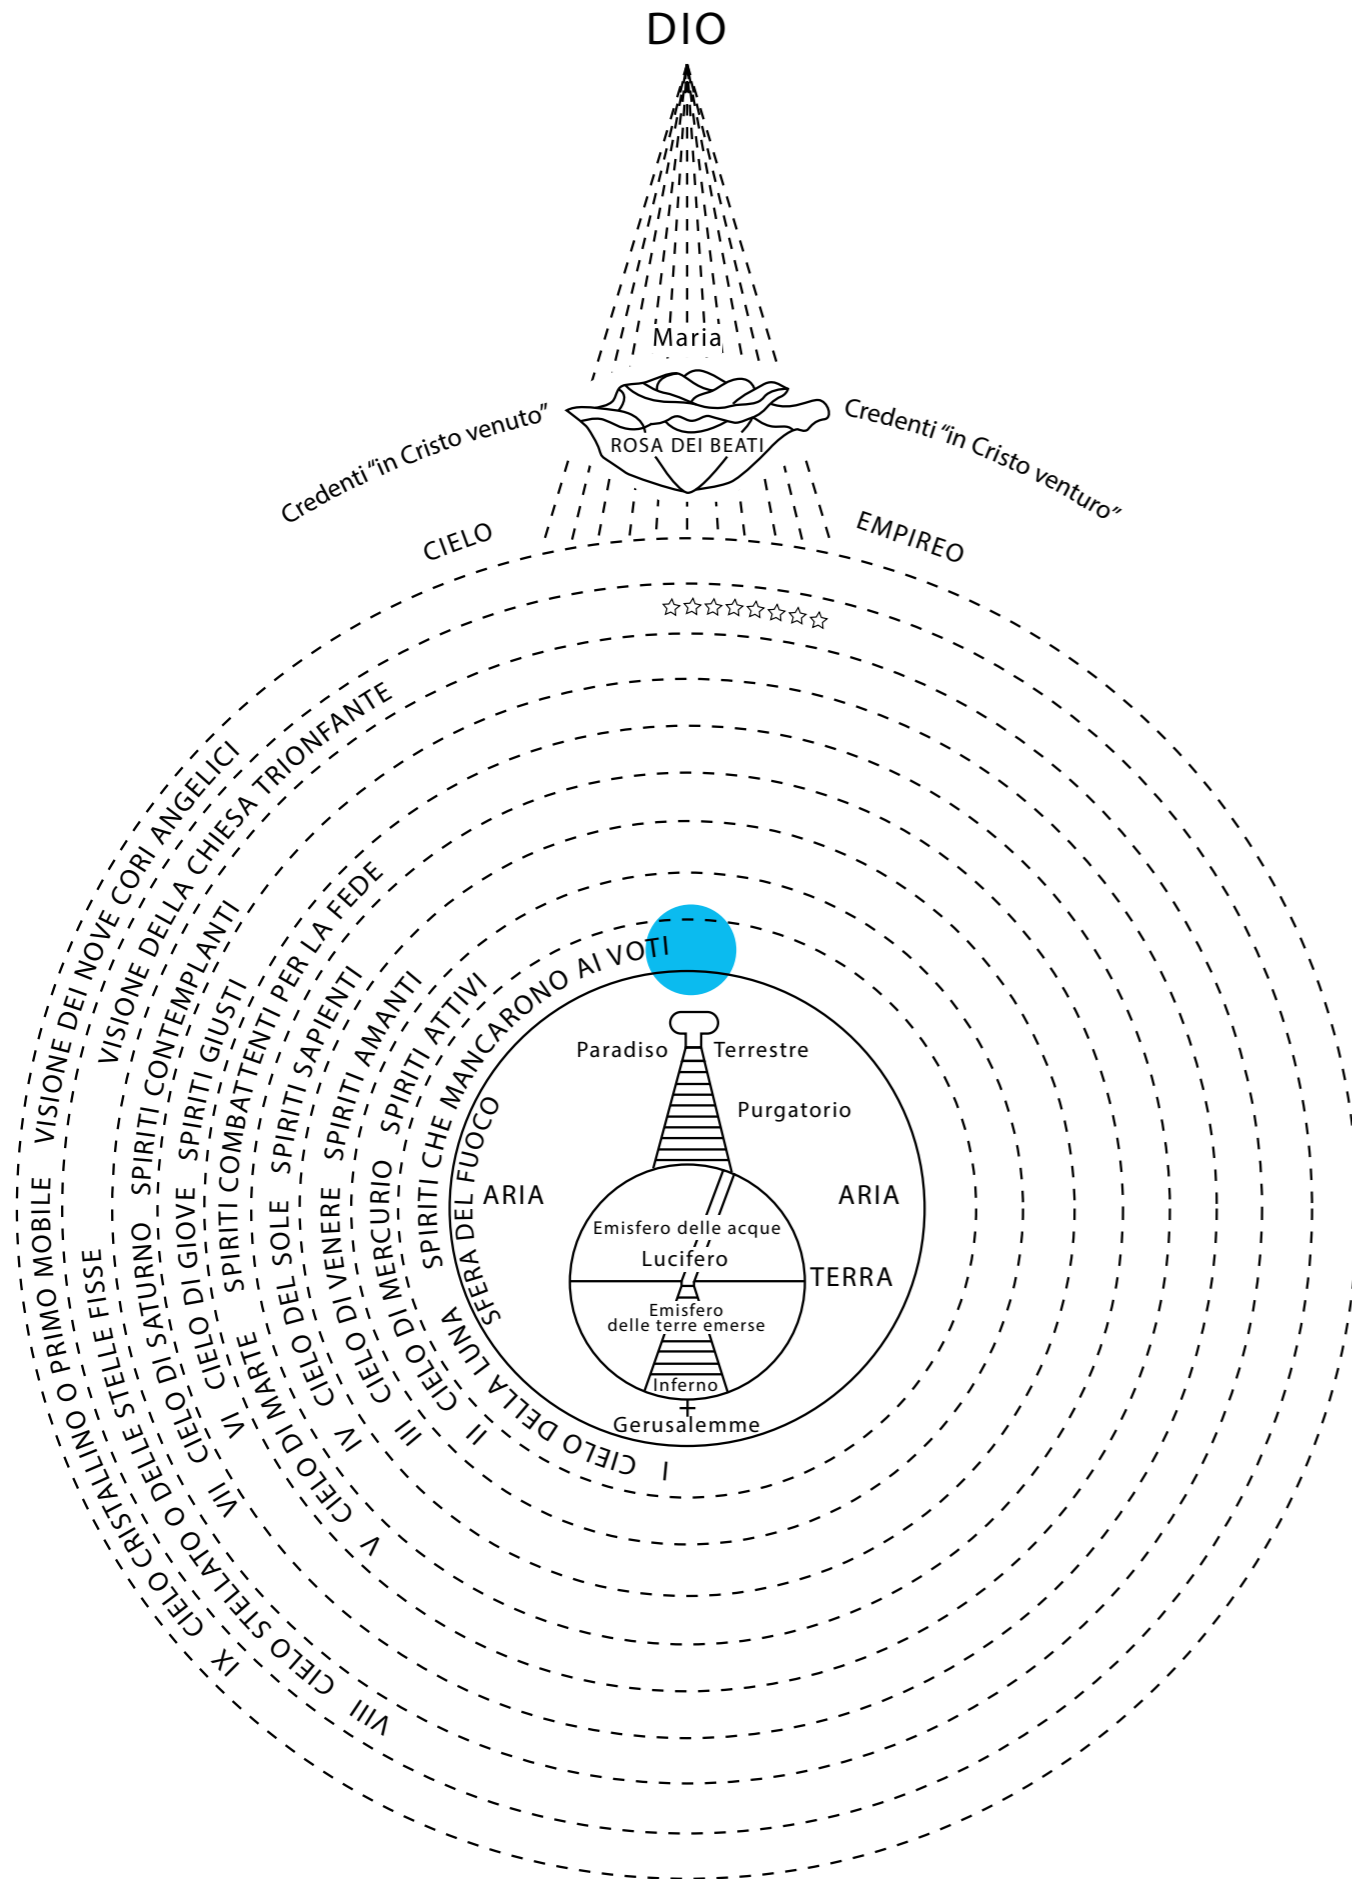 DIO
Maria
Credenti “in Cristo venuto”
ROSA DEI BEATI
Credenti “in Cristo venturo”
CIELO
EMPIREO
IX CIELO CRISTALLINO O PRIMO MOBILE VISIONE DEI NOVE CORI ANGELICI
VIII CIELO STELLATO O DELLE STELLE FISSE VISIONE DELLA CHIESA TRIONFANTE
VII CIELO DI SATURNO SPIRITI CONTEMPLANTI
VI CIELO DI GIOVE SPIRITI GIUSTI
V CIELO DI MARTE SPIRITI COMBATTENTI PER LA FEDE
IV CIELO DEL SOLE SPIRITI SAPIENTI
III CIELO DI VENERE SPIRITI AMANTI
II CIELO DI MERCURIO SPIRITI ATTIVI
I CIELO DELLA LUNA SPIRITI CHE MANCARONO AI VOTI
SFERA DEL FUOCO
Paradiso Terrestre
Purgatorio
ARIA
ARIA
Emisfero delle acque
Lucifero
TERRA
Emisfero
delle terre emerse
Inferno
Gerusalemme